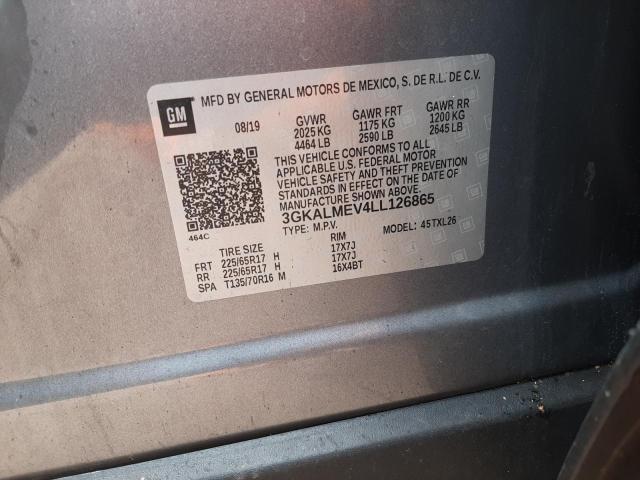 GM
MFD BY GENERAL MOTORS DE MEXICO, S. DE R.L. DE C.V.
08/19 GVWR GAWR FRT GAWR RR
2025 KG 1175 KG 1200 KG
4464 LB 2590 LB 2645 LB
THIS VEHICLE CONFORMS TO ALL
APPLICABLE U.S. FEDERAL MOTOR
VEHICLE SAFETY AND THEFT PREVENTION
STANDARDS IN EFFECT ON THE DATE OF
MANUFACTURE SHOWN ABOVE.
3GKALMEV4LL126865
464C TYPE: M.P.V. MODEL: 45TXL26
TIRE SIZE RIM
FRT 225/65R17 H 17X7J
RR 225/65R17 H 17X7J
SPA T135/70R16 M 16X4BT